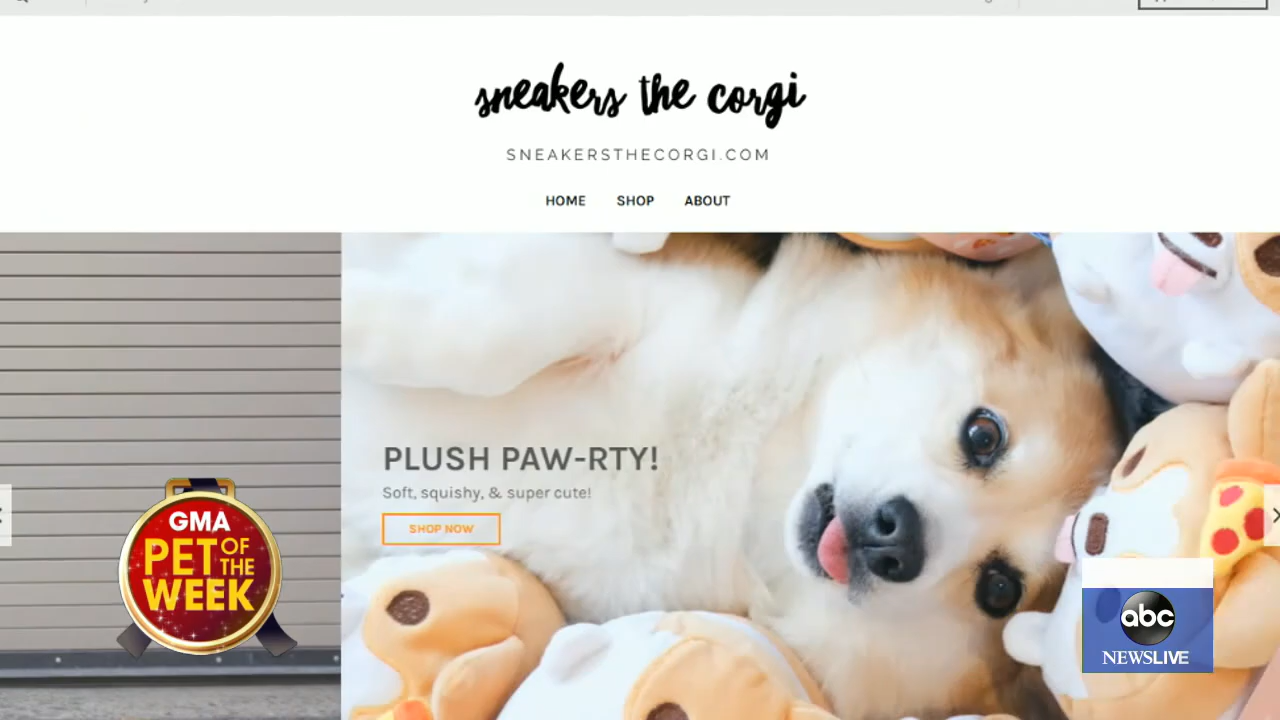 sneakers the corgi
SNEAKERSTHECORGI.COM
HOME SHOP ABOUT
PLUSH PAW-RTY!
Soft, squishy, & super cute!
SHOP NOW
GMA
PET OF
THE
WEEK
abc
NEWSLIVE